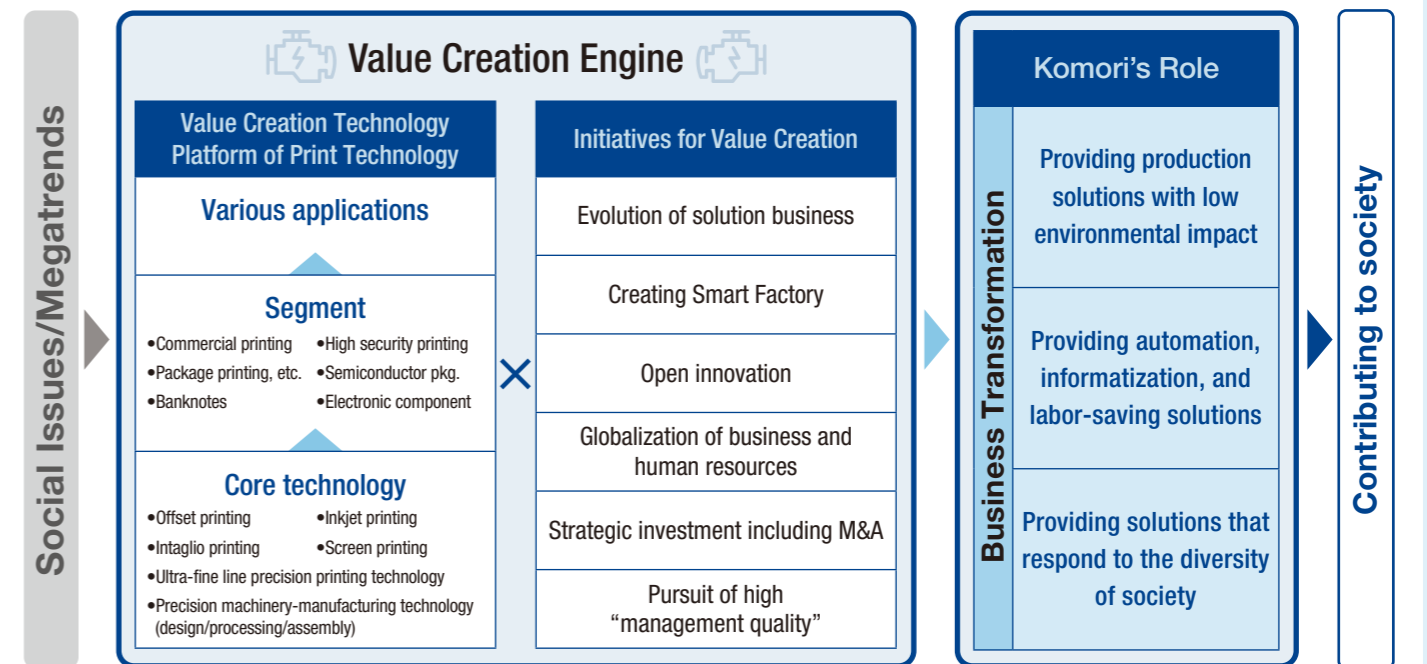 Social Issues/Megatrends
Value Creation Engine
Value Creation Technology
Platform of Print Technology
Various applications
Segment
•Commercial printing
•High security printing
•Package printing, etc.
•Semiconductor pkg.
•Banknotes
•Electronic component
Core technology
•Offset printing
•Inkjet printing
•Intaglio printing
•Screen printing
•Ultra-fine line precision printing technology
•Precision machinery-manufacturing technology
(design/processing/assembly)
×
Initiatives for Value Creation
Evolution of solution business
Creating Smart Factory
Open innovation
Globalization of business and
human resources
Strategic investment including M&A
Pursuit of high
“management quality”
Komori’s Role
Business Transformation
Providing production
solutions with low
environmental impact
Providing automation,
informatization, and
labor-saving solutions
Providing solutions that
respond to the diversity
of society
Contributing to society